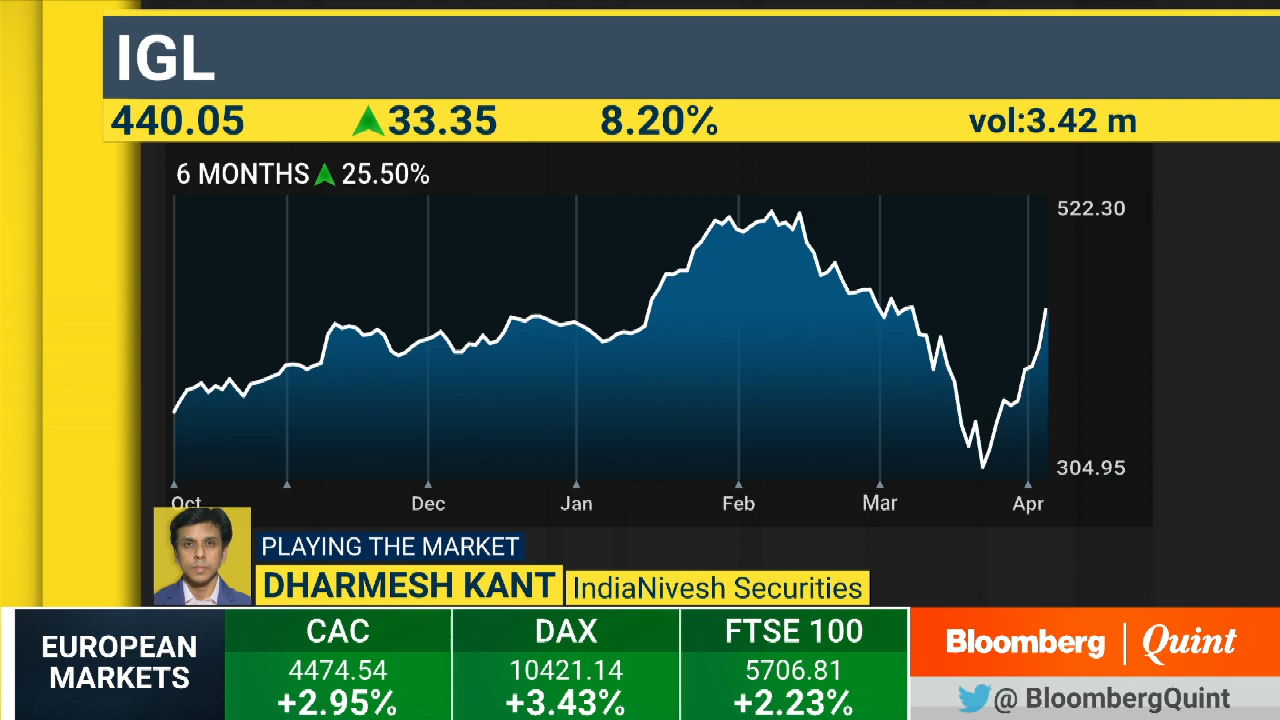 IGL
440.05 33.35 8.20% vol:3.42 m
6 MONTHS 25.50%
522.30
304.95
Oct Dec Jan Feb Mar Apr
PLAYING THE MARKET
DHARMESH KANT IndiaNivesh Securities
EUROPEAN MARKETS
CAC
4474.54
+2.95%
DAX
10421.14
+3.43%
FTSE 100
5706.81
+2.23%
Bloomberg | Quint
@ BloombergQuint